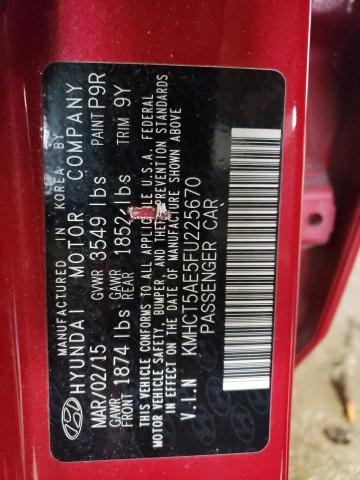 MANUFACTURED IN KOREA BY
HYUNDAI MOTOR COMPANY
MAR/02/15 GVWR 3549 lbs PAINT P9R
GAWR FRONT 1874 lbs GAWR REAR 1852 lbs TRIM 9Y
THIS VEHICLE CONFORMS TO ALL APPLICABLE U.S.A. FEDERAL
MOTOR VEHICLE SAFETY, BUMPER, AND THEFT PREVENTION STANDARDS
IN EFFECT ON THE DATE OF MANUFACTURE SHOWN ABOVE
V.I.N KMHCT5AE5FU225670
PASSENGER CAR